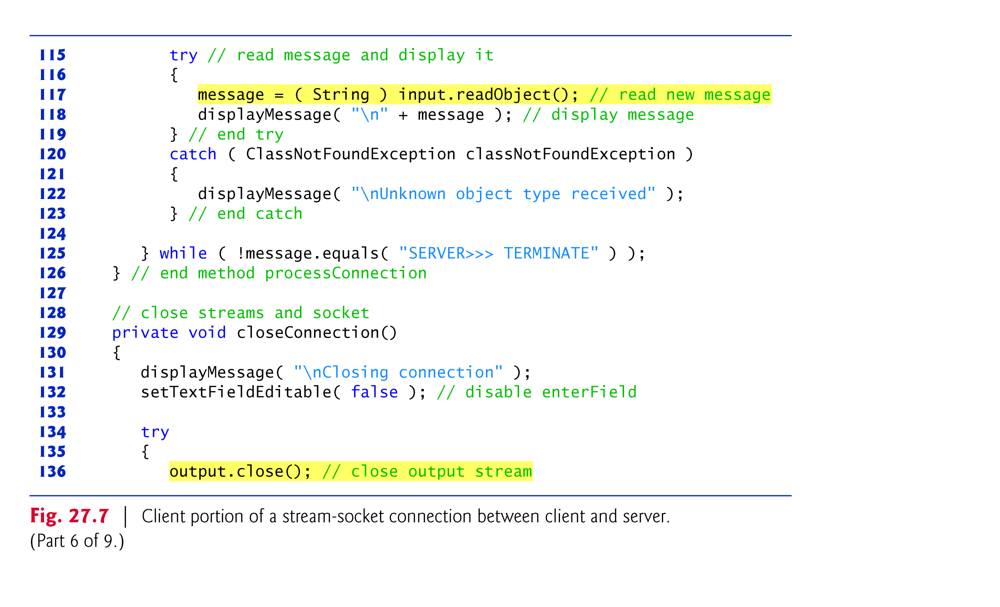 115 try // read message and display it
116 {
117 message = ( String ) input.readObject(); // read new message
118 displayMessage( "\n" + message ); // display message
119 } // end try
120 catch ( ClassNotFoundException classNotFoundException )
121 {
122 displayMessage( "\nUnknown object type received" );
123 } // end catch
124
125 } while ( !message.equals( "SERVER>>> TERMINATE" ) );
126 } // end method processConnection
127
128 // close streams and socket
129 private void closeConnection()
130 {
131 displayMessage( "\nClosing connection" );
132 setTextFieldEditable( false ); // disable enterField
133
134 try
135 {
136 output.close(); // close output stream
Fig. 27.7 | Client portion of a stream-socket connection between client and server.
(Part 6 of 9.)